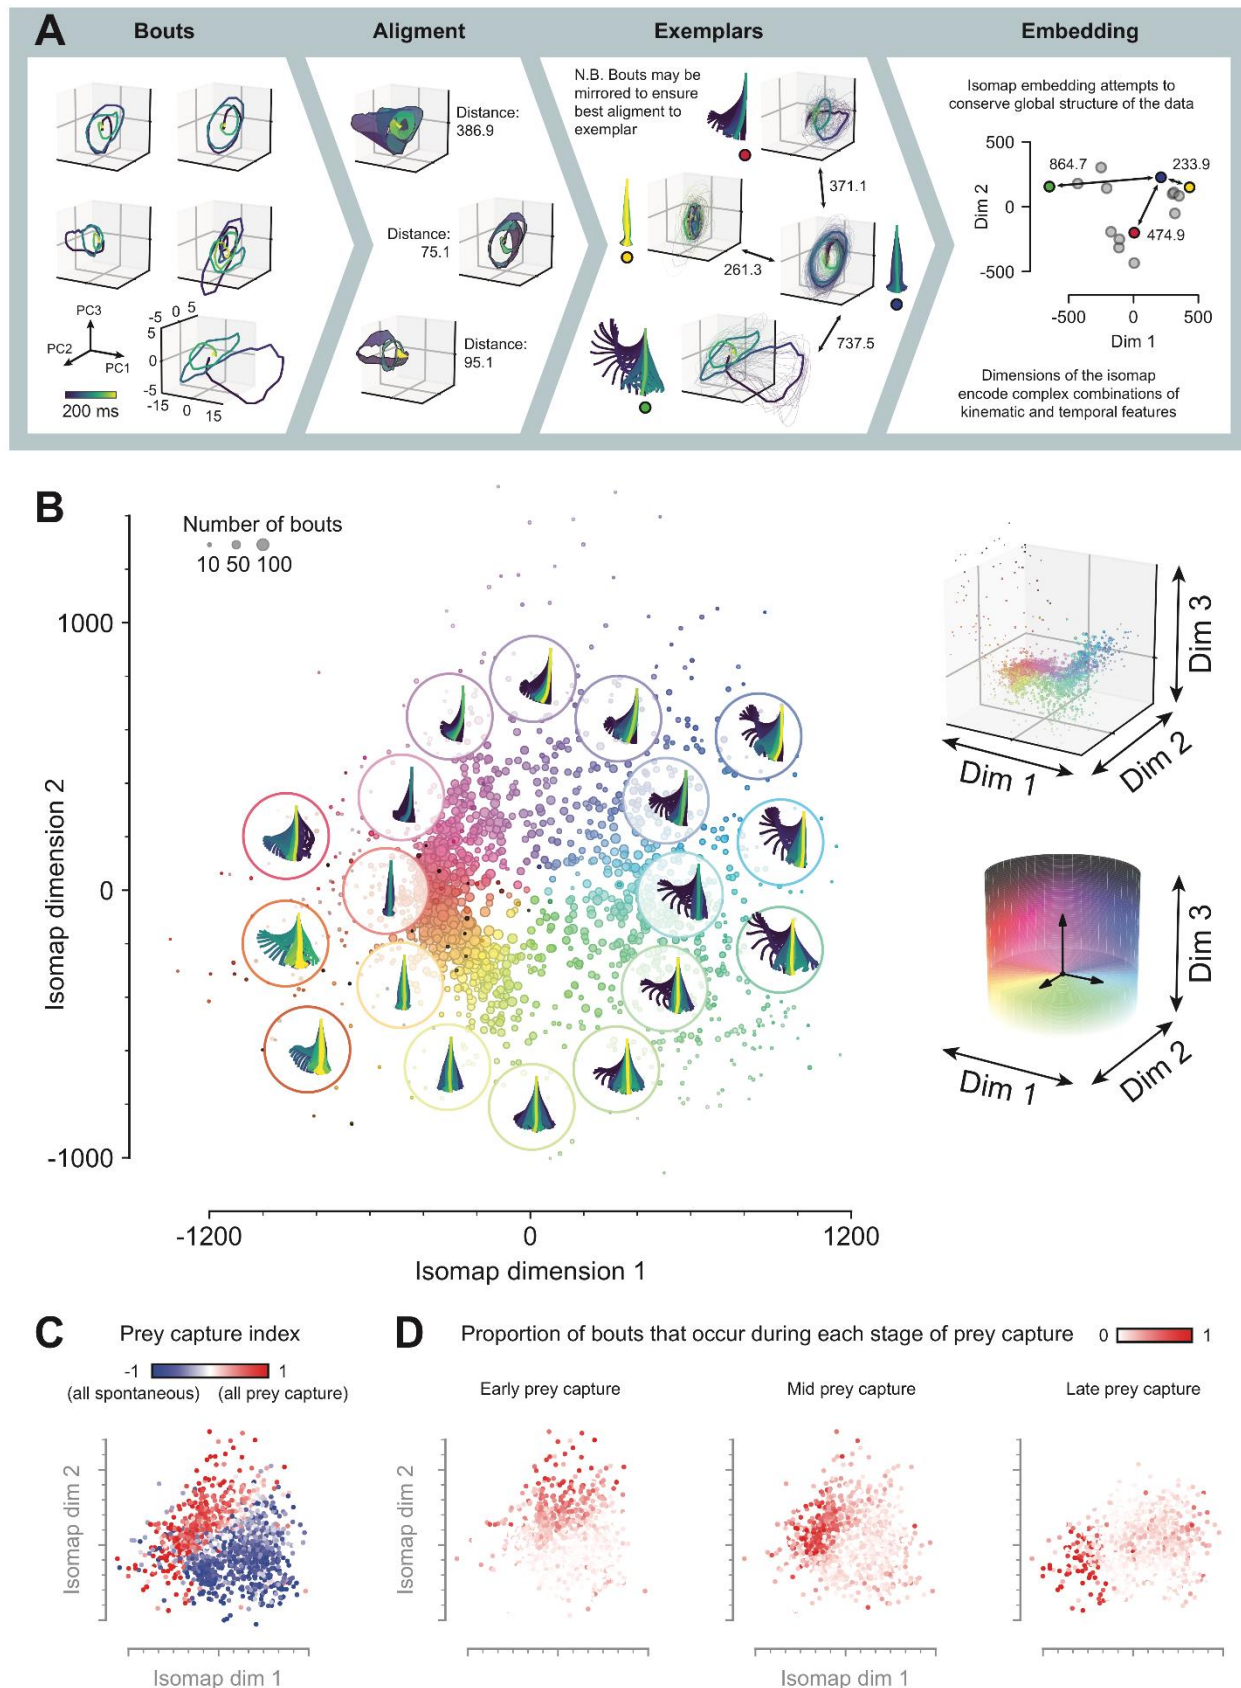 A
Bouts
Aligment
Exemplars
Embedding
PC3
PC2
PC1
200 ms
0 5
5
0
-5
-15 0 15
Distance:
386.9
Distance:
75.1
Distance:
95.1
N.B. Bouts may be
mirrored to ensure
best aligment to
exemplar
371.1
261.3
737.5
Isomap embedding attempts to
conserve global structure of the data
500
864.7
233.9
Dim 2
0
474.9
-500
-500 0 500
Dim 1
Dimensions of the isomap
encode complex combinations of
kinematic and temporal features
B
Number of bouts
10 50 100
1000
0
-1000
Isomap dimension 2
-1200 0 1200
Isomap dimension 1
Dim 3
Dim 2
Dim 1
Dim 3
Dim 2
Dim 1
C
Prey capture index
-1 1
(all spontaneous) (all prey capture)
Isomap dim 2
Isomap dim 1
D
Proportion of bouts that occur during each stage of prey capture
0 1
Early prey capture
Mid prey capture
Late prey capture
Isomap dim 2
Isomap dim 1